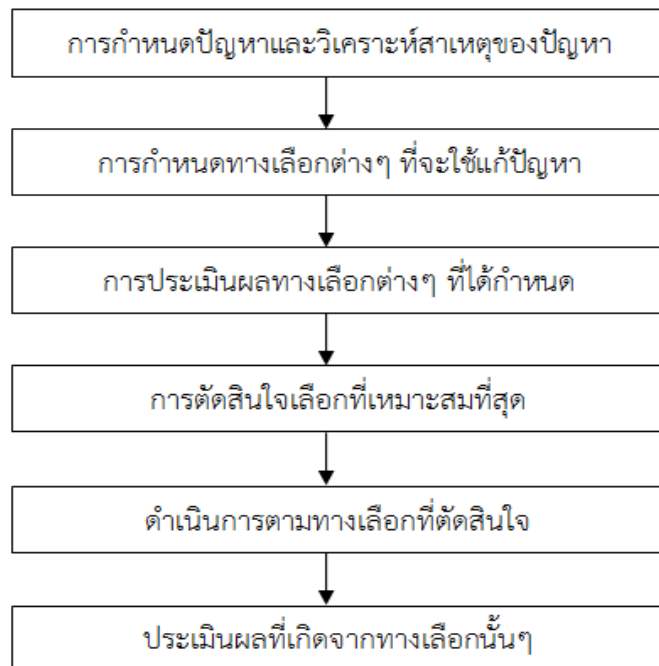 การกำหนดปัญหาและวิเคราะห์สาเหตุของปัญหา
การกำหนดทางเลือกต่างๆ ที่จะใช้แก้ปัญหา
การประเมินผลทางเลือกต่างๆ ที่ได้กำหนด
การตัดสินใจเลือกที่เหมาะสมที่สุด
ดำเนินการตามทางเลือกที่ตัดสินใจ
ประเมินผลที่เกิดจากทางเลือกนั้นๆ